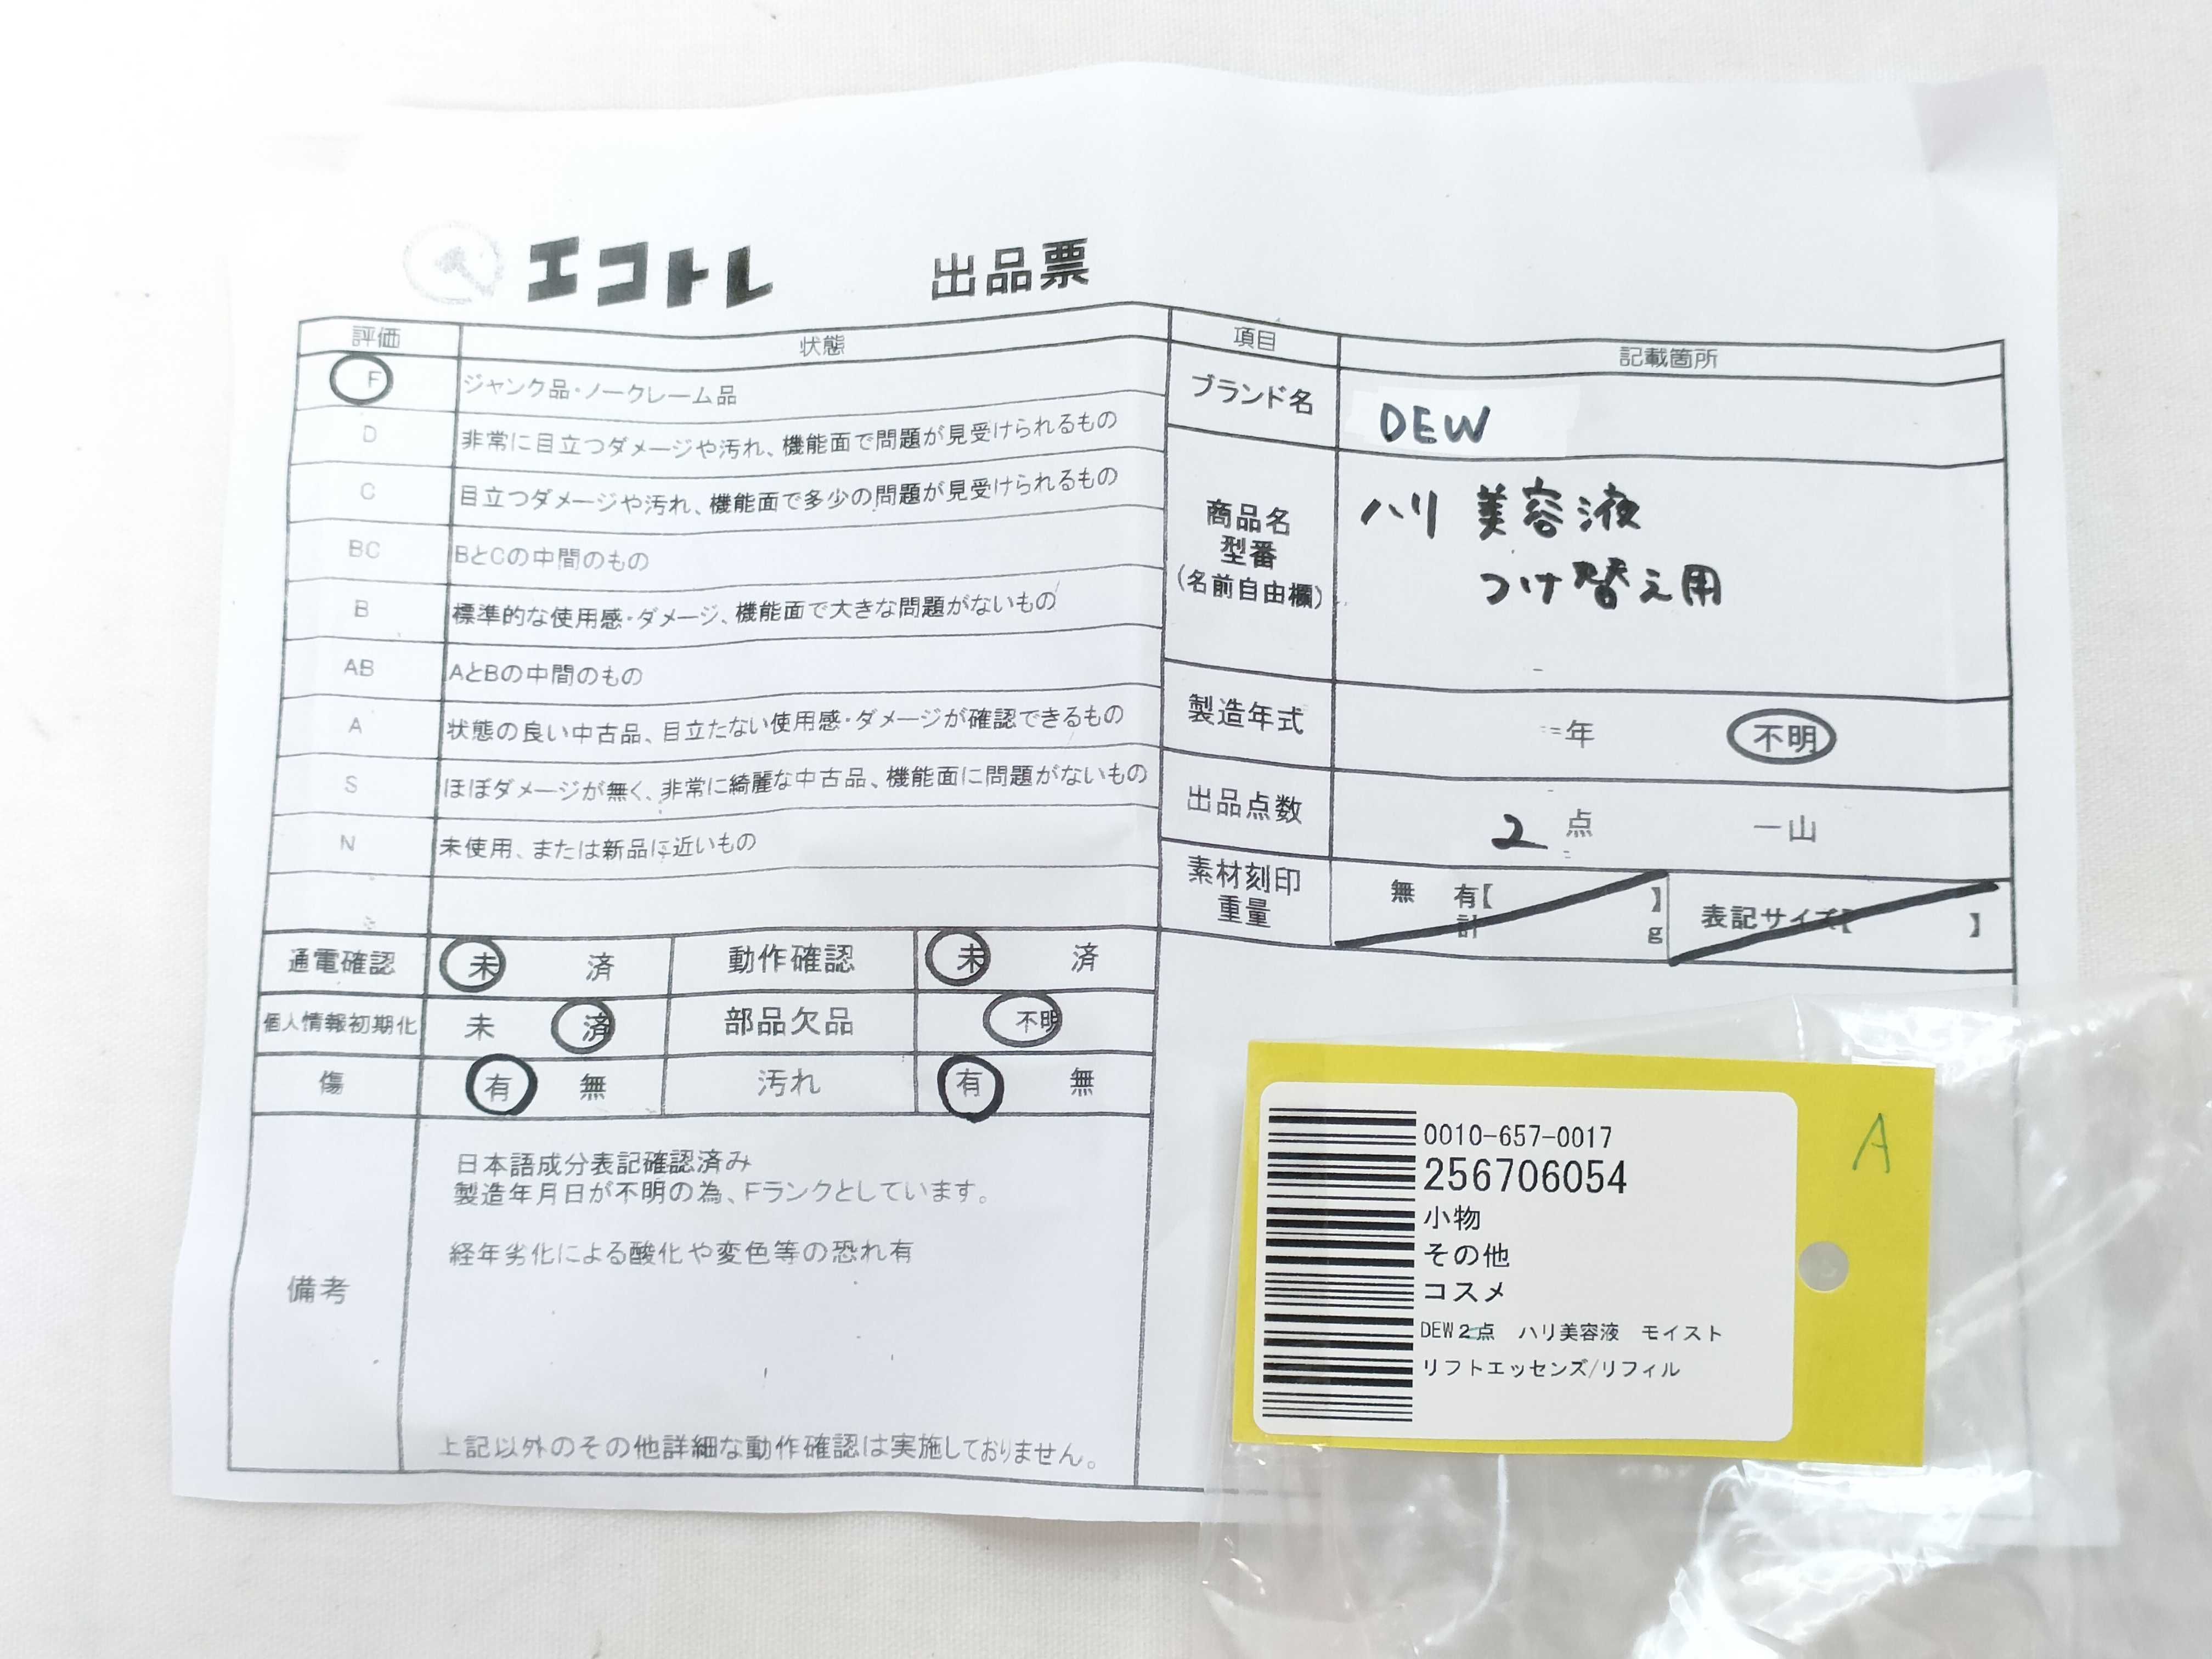 エコトレ 出品票
評価 状態
F ジャンク品・ノークレーム品
D 非常に目立つダメージや汚れ、機能面で問題が見受けられるもの
C 目立つダメージや汚れ、機能面で多少の問題が見受けられるもの
BC BとCの中間のもの
B 標準的な使用感・ダメージ、機能面で大きな問題がないもの
AB AとBの中間のもの
A 状態の良い中古品、目立たない使用感・ダメージが確認できるもの
S ほぼダメージが無く、非常に綺麗な中古品、機能面に問題がないもの
N 未使用、または新品に近いもの
項目 記載箇所
ブランド名 DEW
商品名
型番
(名前自由欄)
ハリ 美容液
つけ替え用
製造年式 年 不明
出品点数 2 点 一山
素材刻印
重量
無 有【 】
計 g
表記サイズ【 】
通電確認 未 済 動作確認 未 済
個人情報初期化 未 済 部品欠品 不明
傷 有 無 汚れ 有 無
備考
日本語成分表記確認済み
製造年月日が不明の為、Fランクとしています。
経年劣化による酸化や変色等の恐れ有
上記以外のその他詳細な動作確認は実施しておりません。
0010-657-0017
256706054
小物
その他
コスメ
DEW2点 ハリ美容液 モイスト
リフトエッセンズ/リフィル
A